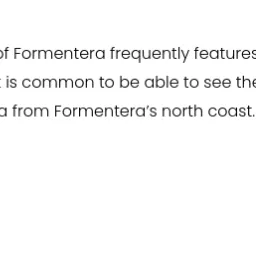 of Formentera frequently features
is common to be able to see the
from Formentera’s north coast.